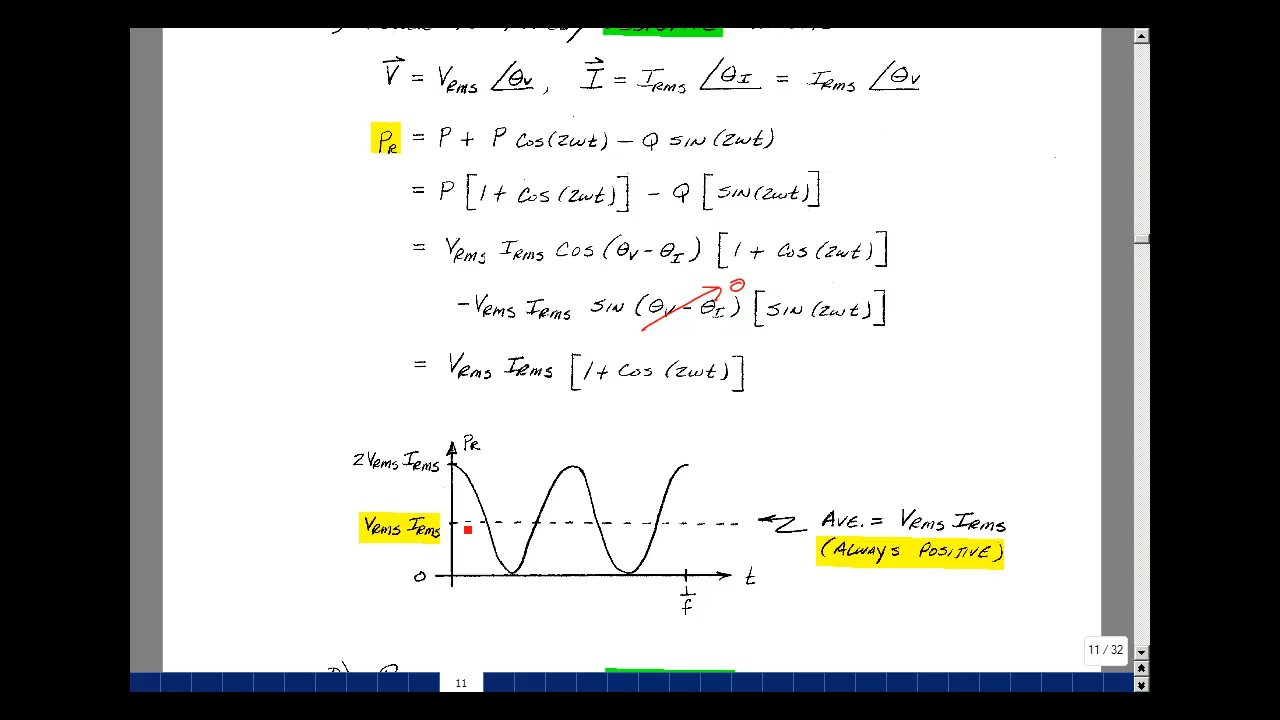 V⃗ = VRMS ∠θV, I⃗ = IRMS ∠θI = IRMS ∠θV
PR = P + P COS(2ωt) − Q SIN(2ωt)
= P [1 + COS(2ωt)] − Q [SIN(2ωt)]
= VRMS IRMS COS (θV − θI) [1 + COS(2ωt)]
−VRMS IRMS SIN (θV − θI) 0 [SIN(2ωt)]
= VRMS IRMS [1 + COS (2ωt)]
PR
2VRMS IRMS
VRMS IRMS
AVE. = VRMS IRMS
(ALWAYS POSITIVE)
0
t
1/f
11 / 32
11